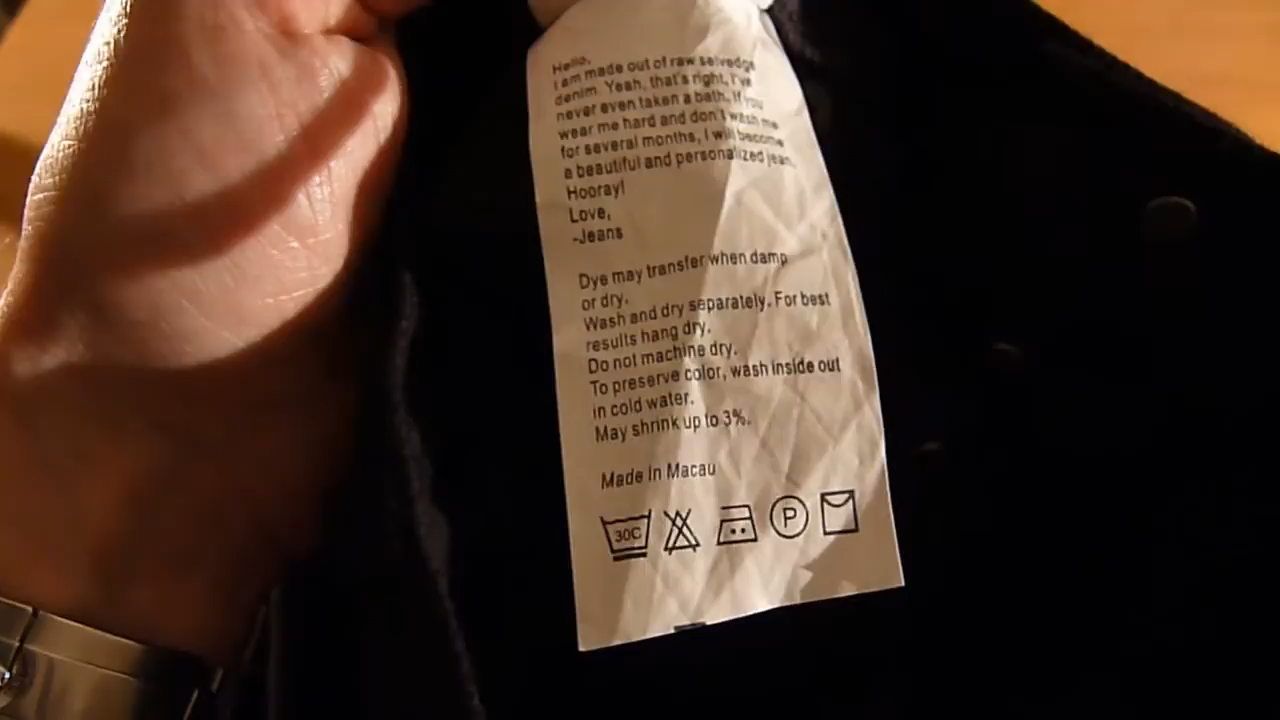 Hello,
I am made out of raw selvedge
denim. Yeah, that's right, I've
never even taken a bath. If you
wear me hard and don't wash me
for several months, I will become
a beautiful and personalized jean.
Hooray!
Love,
-Jeans
Dye may transfer when damp
or dry.
Wash and dry separately. For best
results hang dry.
Do not machine dry.
To preserve color, wash inside out
in cold water.
May shrink up to 3%.
Made In Macau
30C P